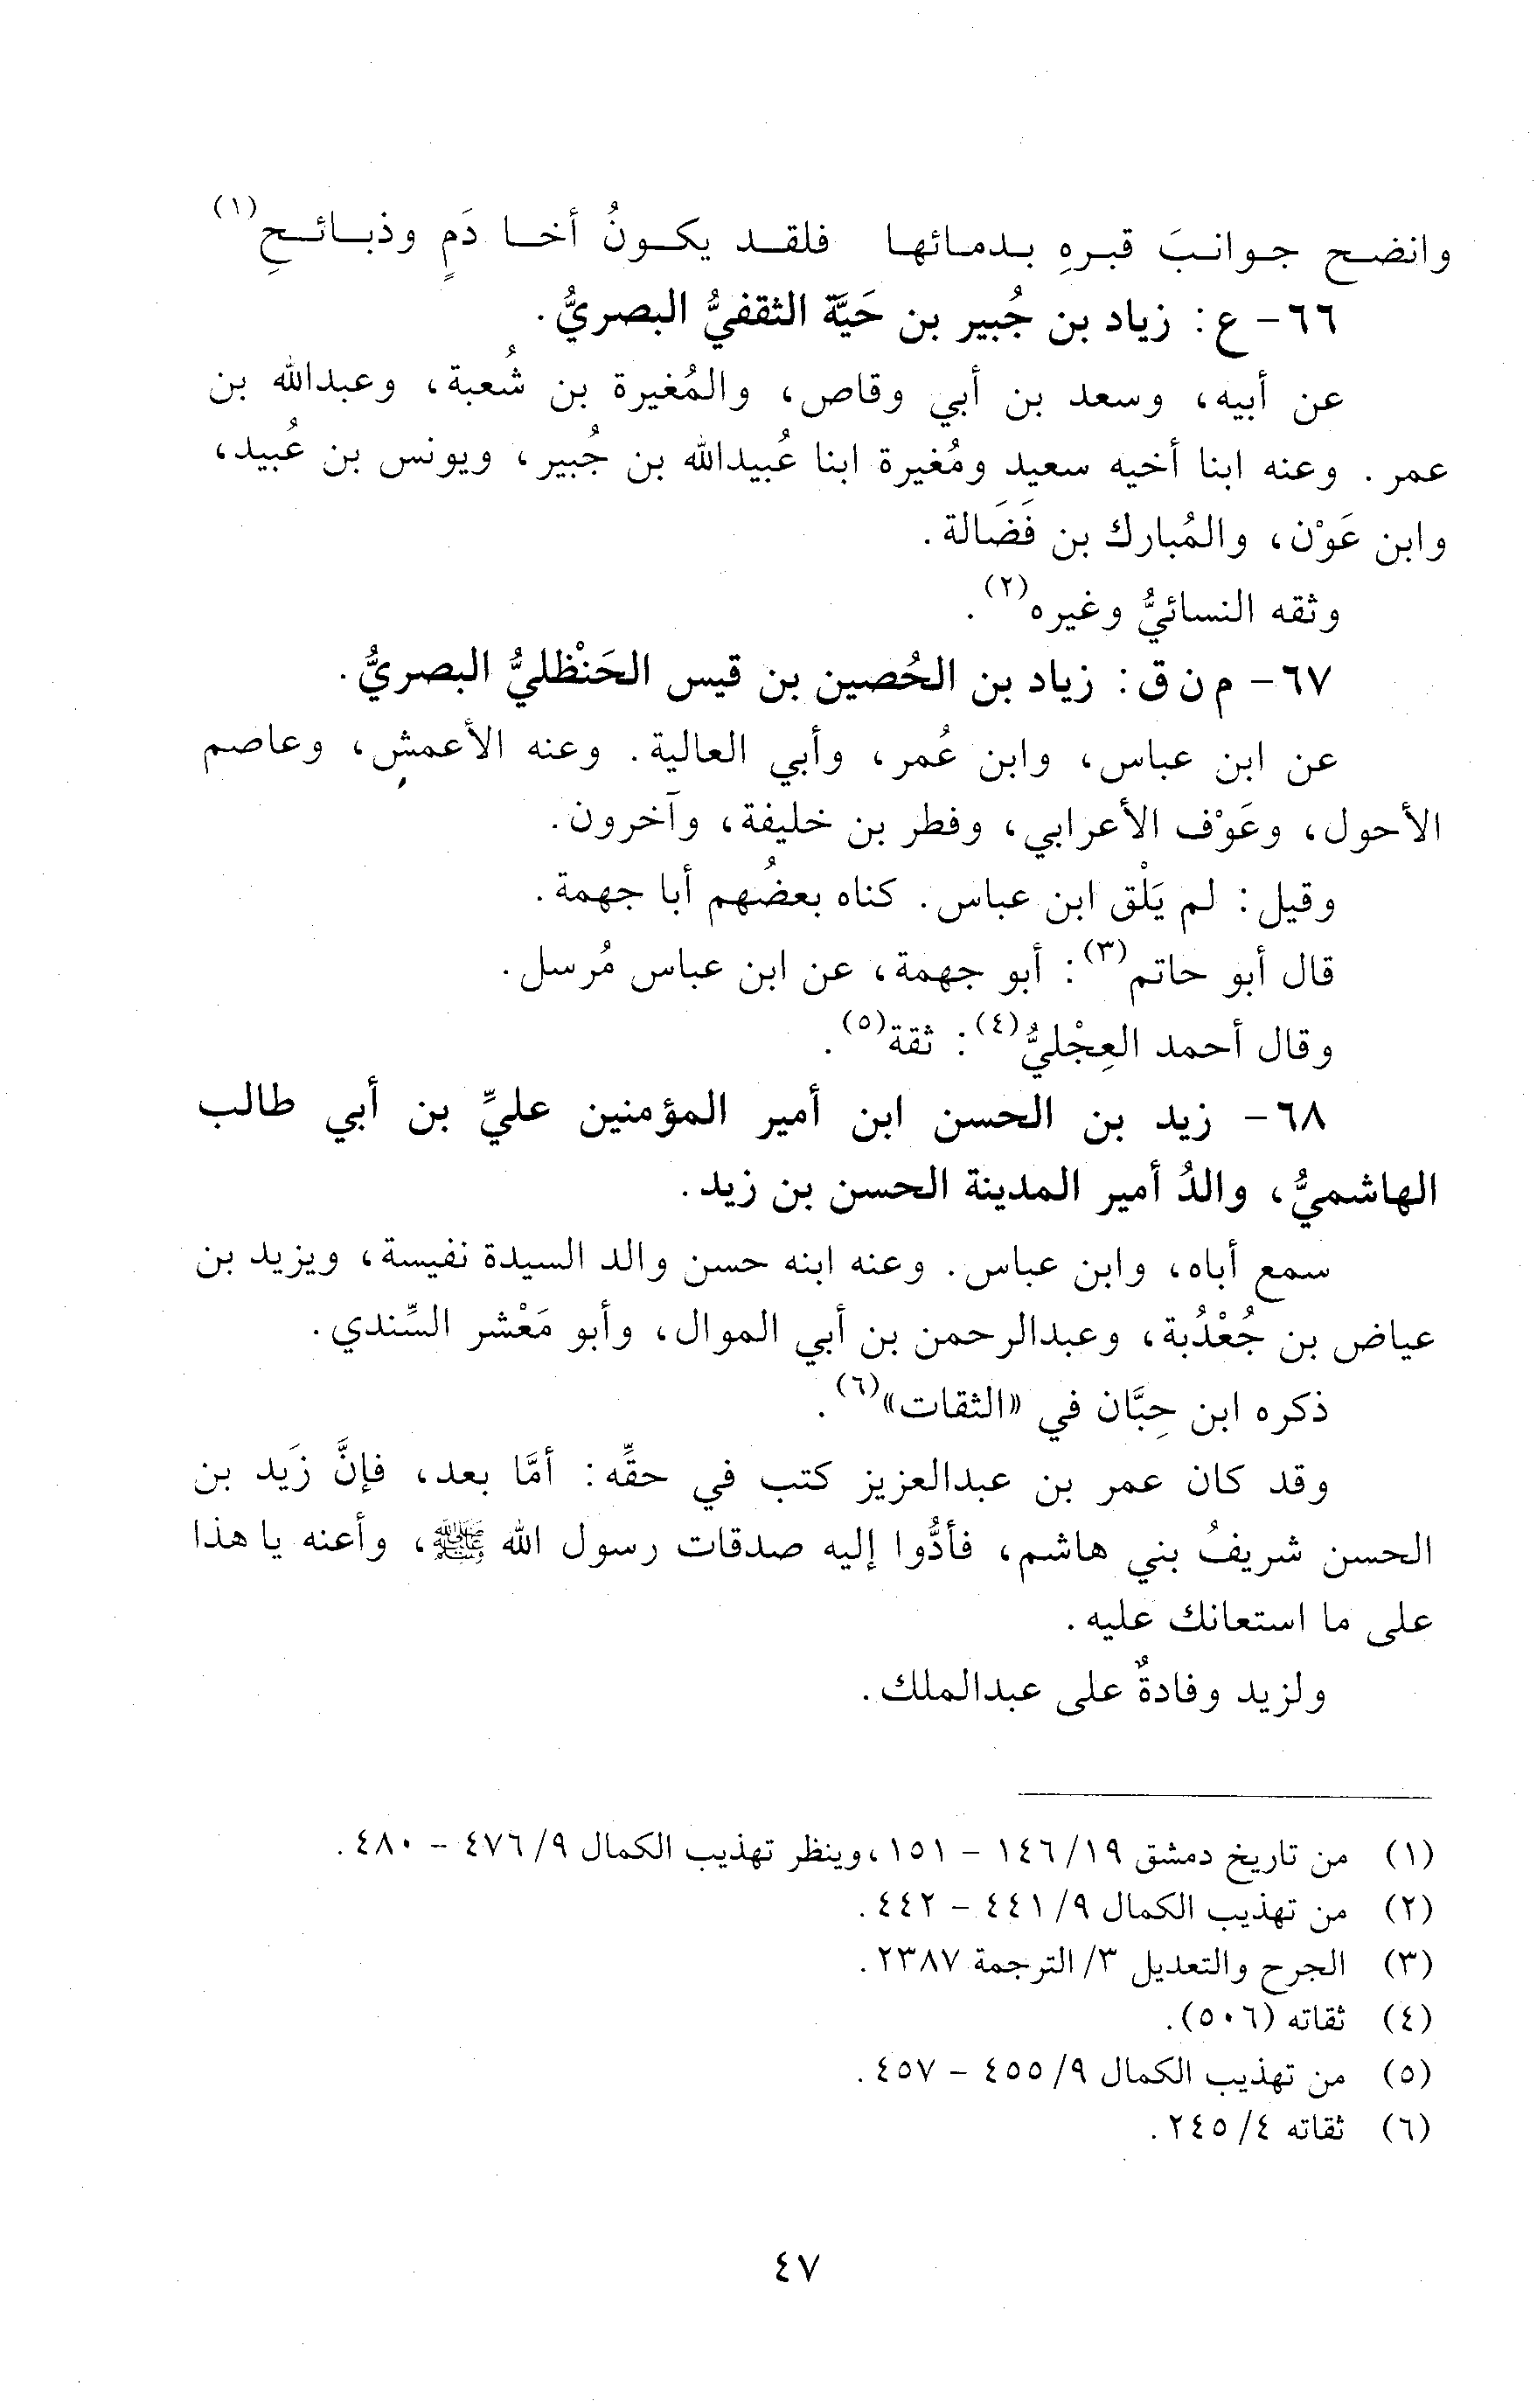 وانضح جوانبَ قبرهِ بدمائها فلقد يكونُ أخا دَمٍ وذبائحِ(١)
٦٦- ع: زياد بن جُبير بن حَيَّة الثقفيُّ البصريُّ.
عن أبيه، وسعد بن أبي وقاص، والمُغيرة بن شُعبة، وعبدالله بن
عمر. وعنه ابنا أخيه سعيد ومُغيرة ابنا عُبيدالله بن جُبير، ويونس بن عُبيد،
وابن عَوْن، والمُبارك بن فَضَالة.
وثقه النسائيُّ وغيره(٢).
٦٧- م ن ق: زياد بن الحُصين بن قيس الحَنْظليُّ البصريُّ.
عن ابن عباس، وابن عُمر، وأبي العالية. وعنه الأعمش، وعاصم
الأحول، وعَوْف الأعرابي، وفطر بن خليفة، وآخرون.
وقيل: لم يَلْق ابن عباس. كناه بعضُهم أبا جهمة.
قال أبو حاتم(٣): أبو جهمة، عن ابن عباس مُرسل.
وقال أحمد العِجْليُّ(٤): ثقة(٥).
٦٨- زيد بن الحسن ابن أمير المؤمنين عليِّ بن أبي طالب
الهاشميُّ، والدُ أمير المدينة الحسن بن زيد.
سمع أباه، وابن عباس. وعنه ابنه حسن والد السيدة نفيسة، ويزيد بن
عياض بن جُعْدُبة، وعبدالرحمن بن أبي الموال، وأبو مَعْشر السِّندي.
ذكره ابن حِبَّان في «الثقات»(٦).
وقد كان عمر بن عبدالعزيز كتب في حقِّه: أمَّا بعد، فإنَّ زَيد بن
الحسن شريفُ بني هاشم، فأدُّوا إليه صدقات رسول الله ﷺ، وأعنه يا هذا
على ما استعانك عليه.
ولزيد وفادةٌ على عبدالملك.
(١) من تاريخ دمشق ١٩/ ١٤٦ - ١٥١، وينظر تهذيب الكمال ٩/ ٤٧٦ - ٤٨٠.
(٢) من تهذيب الكمال ٩/ ٤٤١ - ٤٤٢.
(٣) الجرح والتعديل ٣/ الترجمة ٢٣٨٧.
(٤) ثقاته (٥٠٦).
(٥) من تهذيب الكمال ٩/ ٤٥٥ - ٤٥٧.
(٦) ثقاته ٤/ ٢٤٥.
٤٧